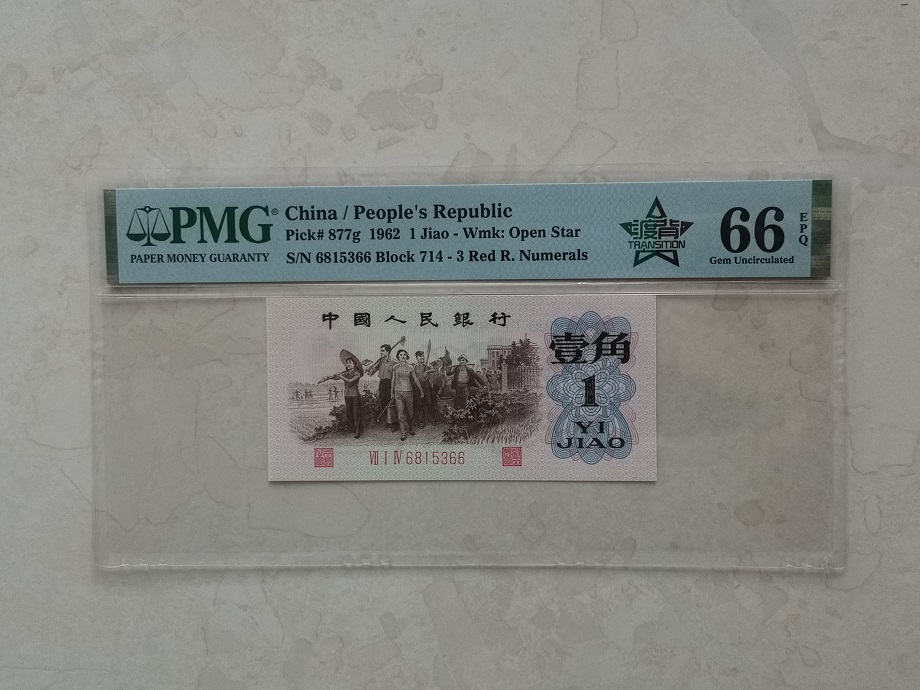 PMG®
PAPER MONEY GUARANTY
China / People's Republic
Pick# 877g 1962 1 Jiao - Wmk: Open Star
S/N 6815366 Block 714 - 3 Red R. Numerals
渡背
TRANSITION
66
EPQ
Gem Uncirculated
中國人民銀行
壹角
1
YI
JIAO
Ⅶ Ⅰ Ⅳ 6815366